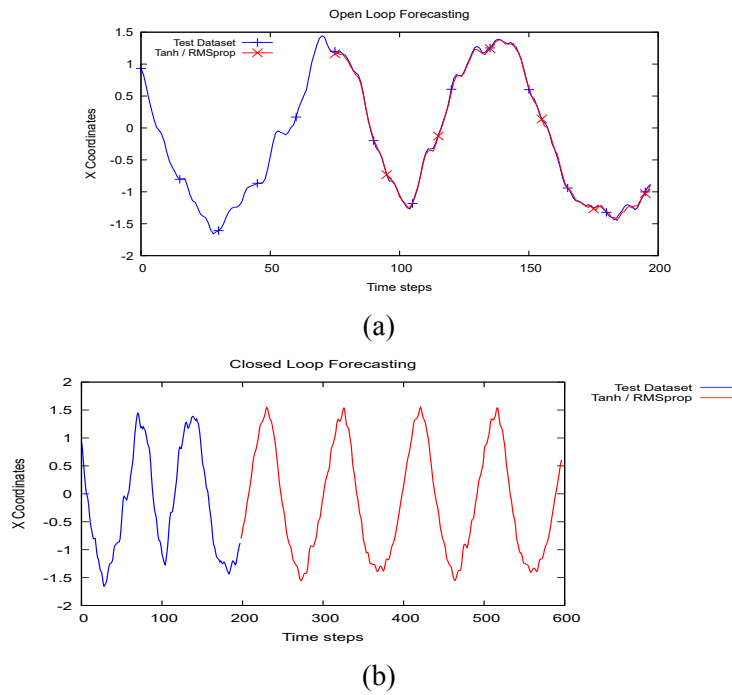 Open Loop Forecasting
Test Dataset
Tanh / RMSprop
X Coordinates
1.5
1
0.5
0
-0.5
-1
-1.5
-2
0 50 100 150 200
Time steps
(a)
Closed Loop Forecasting
Test Dataset
Tanh / RMSprop
X Coordinates
2
1.5
1
0.5
0
-0.5
-1
-1.5
-2
0 100 200 300 400 500 600
Time steps
(b)